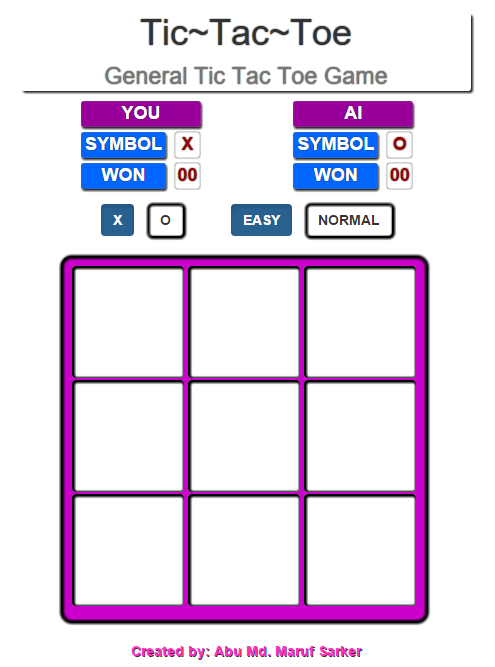 Tic~Tac~Toe
General Tic Tac Toe Game
YOU AI
SYMBOL X SYMBOL O
WON 00 WON 00
X O EASY NORMAL
Created by: Abu Md. Maruf Sarker